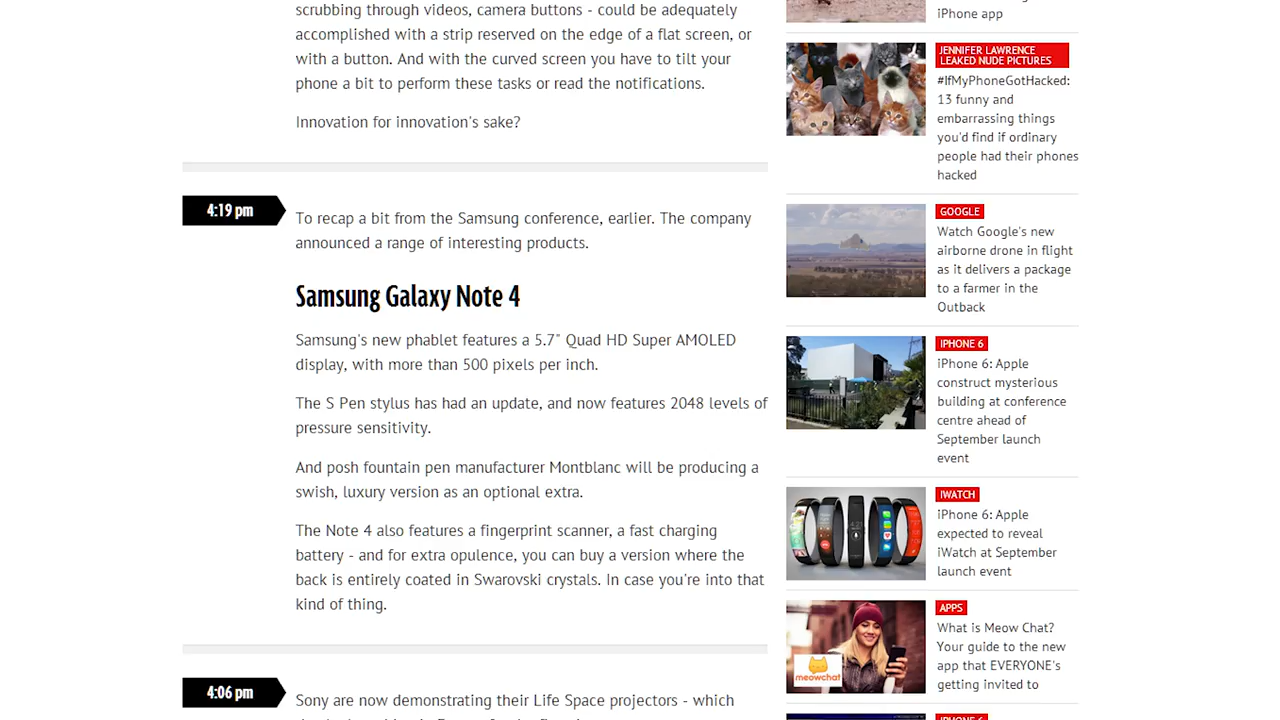 scrubbing through videos, camera buttons - could be adequately
accomplished with a strip reserved on the edge of a flat screen, or
with a button. And with the curved screen you have to tilt your
phone a bit to perform these tasks or read the notifications.
Innovation for innovation's sake?
4:19 pm
To recap a bit from the Samsung conference, earlier. The company
announced a range of interesting products.
Samsung Galaxy Note 4
Samsung's new phablet features a 5.7" Quad HD Super AMOLED
display, with more than 500 pixels per inch.
The S Pen stylus has had an update, and now features 2048 levels of
pressure sensitivity.
And posh fountain pen manufacturer Montblanc will be producing a
swish, luxury version as an optional extra.
The Note 4 also features a fingerprint scanner, a fast charging
battery - and for extra opulence, you can buy a version where the
back is entirely coated in Swarovski crystals. In case you're into that
kind of thing.
4:06 pm
Sony are now demonstrating their Life Space projectors - which
iPhone app
JENNIFER LAWRENCE
LEAKED NUDE PICTURES
#IfMyPhoneGotHacked:
13 funny and
embarrassing things
you'd find if ordinary
people had their phones
hacked
GOOGLE
Watch Google's new
airborne drone in flight
as it delivers a package
to a farmer in the
Outback
IPHONE 6
iPhone 6: Apple
construct mysterious
building at conference
centre ahead of
September launch
event
IWATCH
iPhone 6: Apple
expected to reveal
iWatch at September
launch event
APPS
What is Meow Chat?
Your guide to the new
app that EVERYONE's
getting invited to
meowchat
IPHONE 6